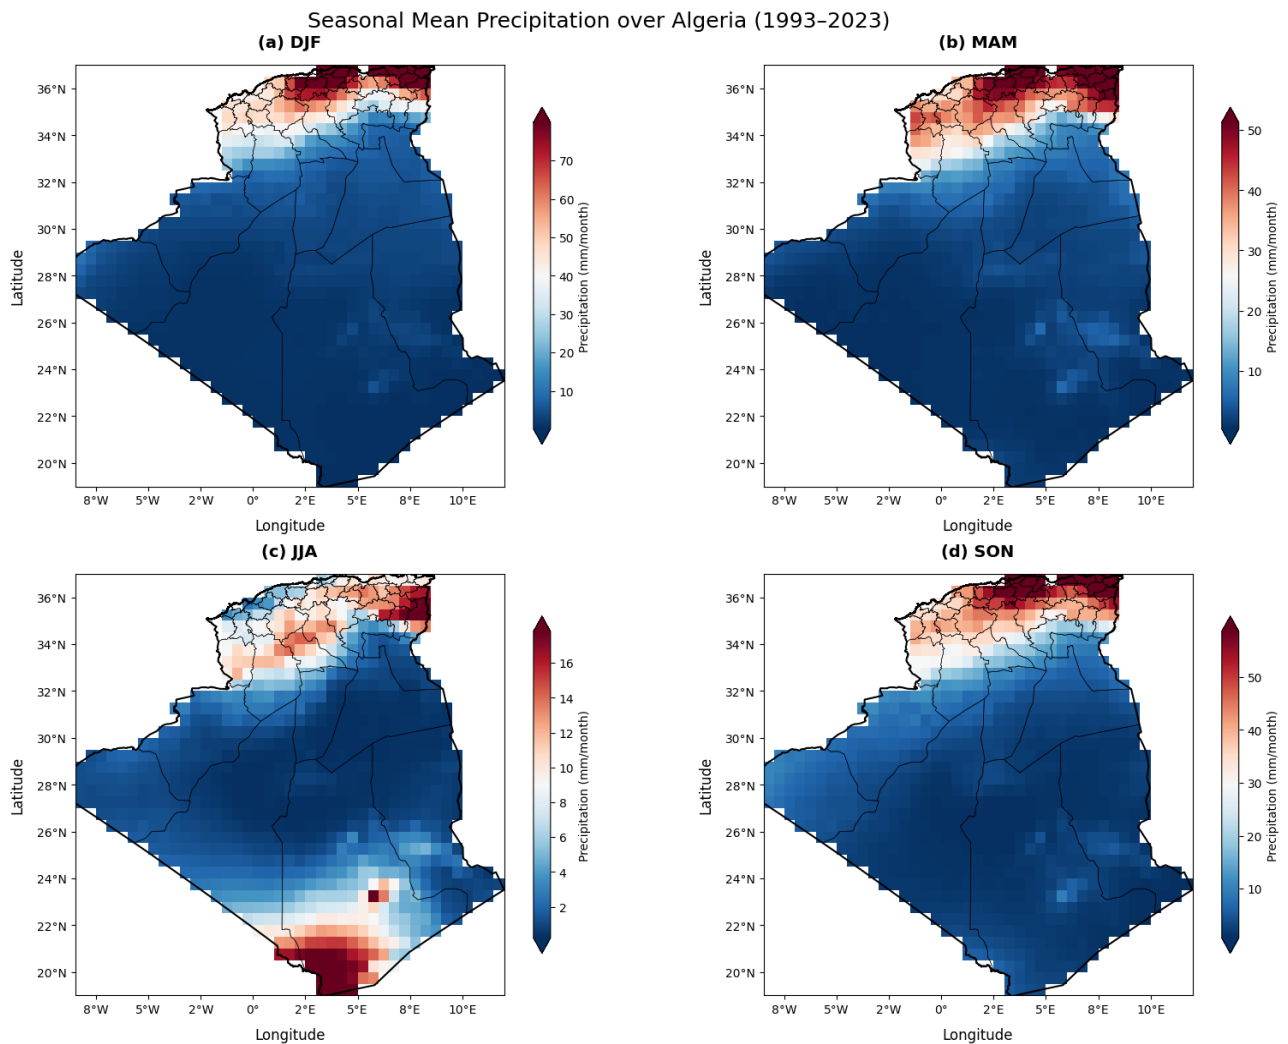 Seasonal Mean Precipitation over Algeria (1993–2023)
(a) DJF
36°N
34°N
32°N
30°N
28°N
26°N
24°N
22°N
20°N
Latitude
8°W 5°W 2°W 0° 2°E 5°E 8°E 10°E
Longitude
70
60
50
40
30
20
10
Precipitation (mm/month)
(b) MAM
36°N
34°N
32°N
30°N
28°N
26°N
24°N
22°N
20°N
Latitude
8°W 5°W 2°W 0° 2°E 5°E 8°E 10°E
Longitude
50
40
30
20
10
Precipitation (mm/month)
(c) JJA
36°N
34°N
32°N
30°N
28°N
26°N
24°N
22°N
20°N
Latitude
8°W 5°W 2°W 0° 2°E 5°E 8°E 10°E
Longitude
16
14
12
10
8
6
4
2
Precipitation (mm/month)
(d) SON
36°N
34°N
32°N
30°N
28°N
26°N
24°N
22°N
20°N
Latitude
8°W 5°W 2°W 0° 2°E 5°E 8°E 10°E
Longitude
50
40
30
20
10
Precipitation (mm/month)